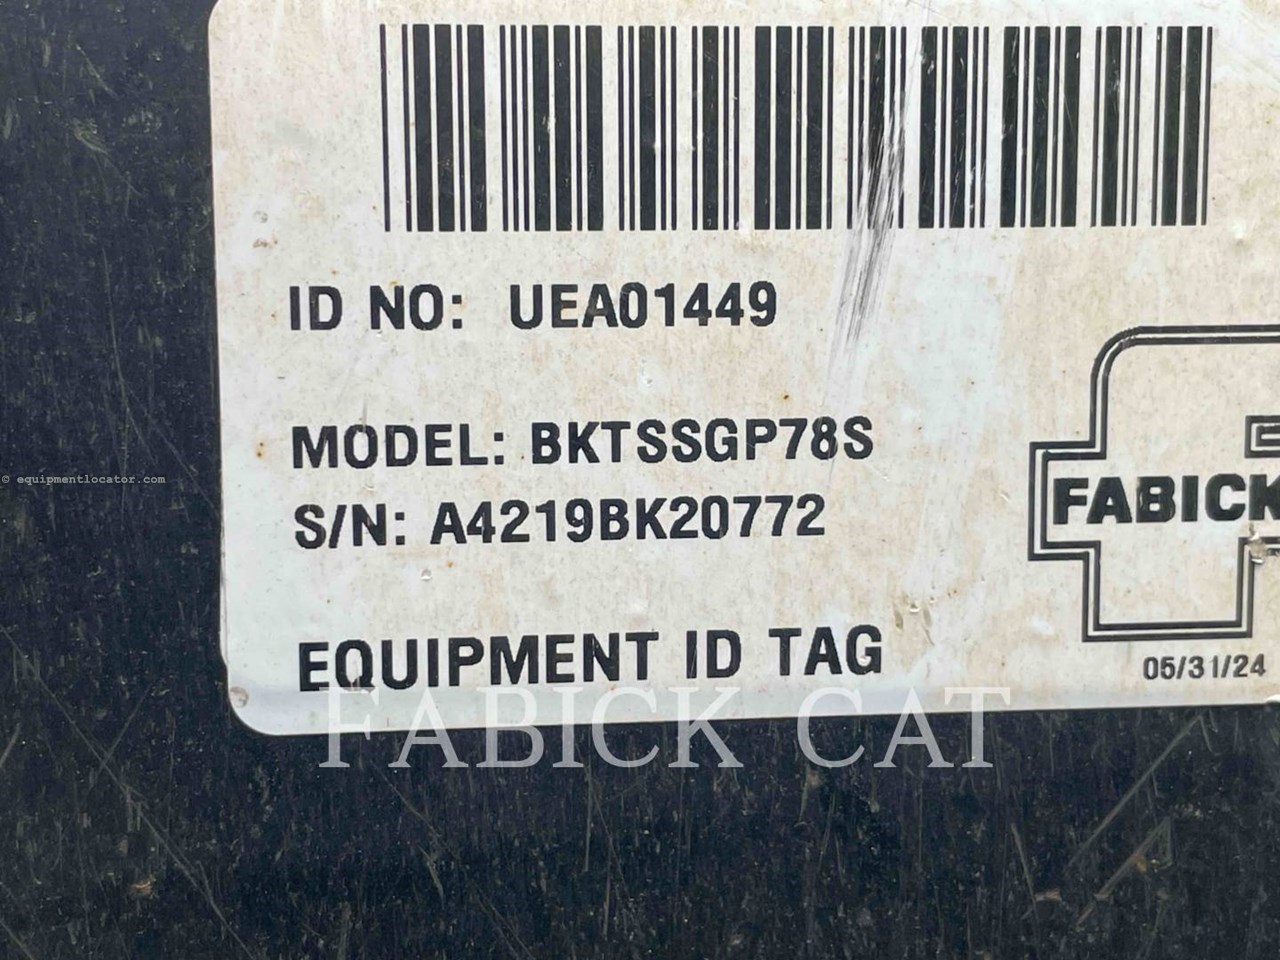 ID NO: UEA01449
MODEL: BKTSSGP78S
© equipmentlocator.com
S/N: A4219BK20772
FABICK
EQUIPMENT ID TAG
05/31/24
FABICK CAT